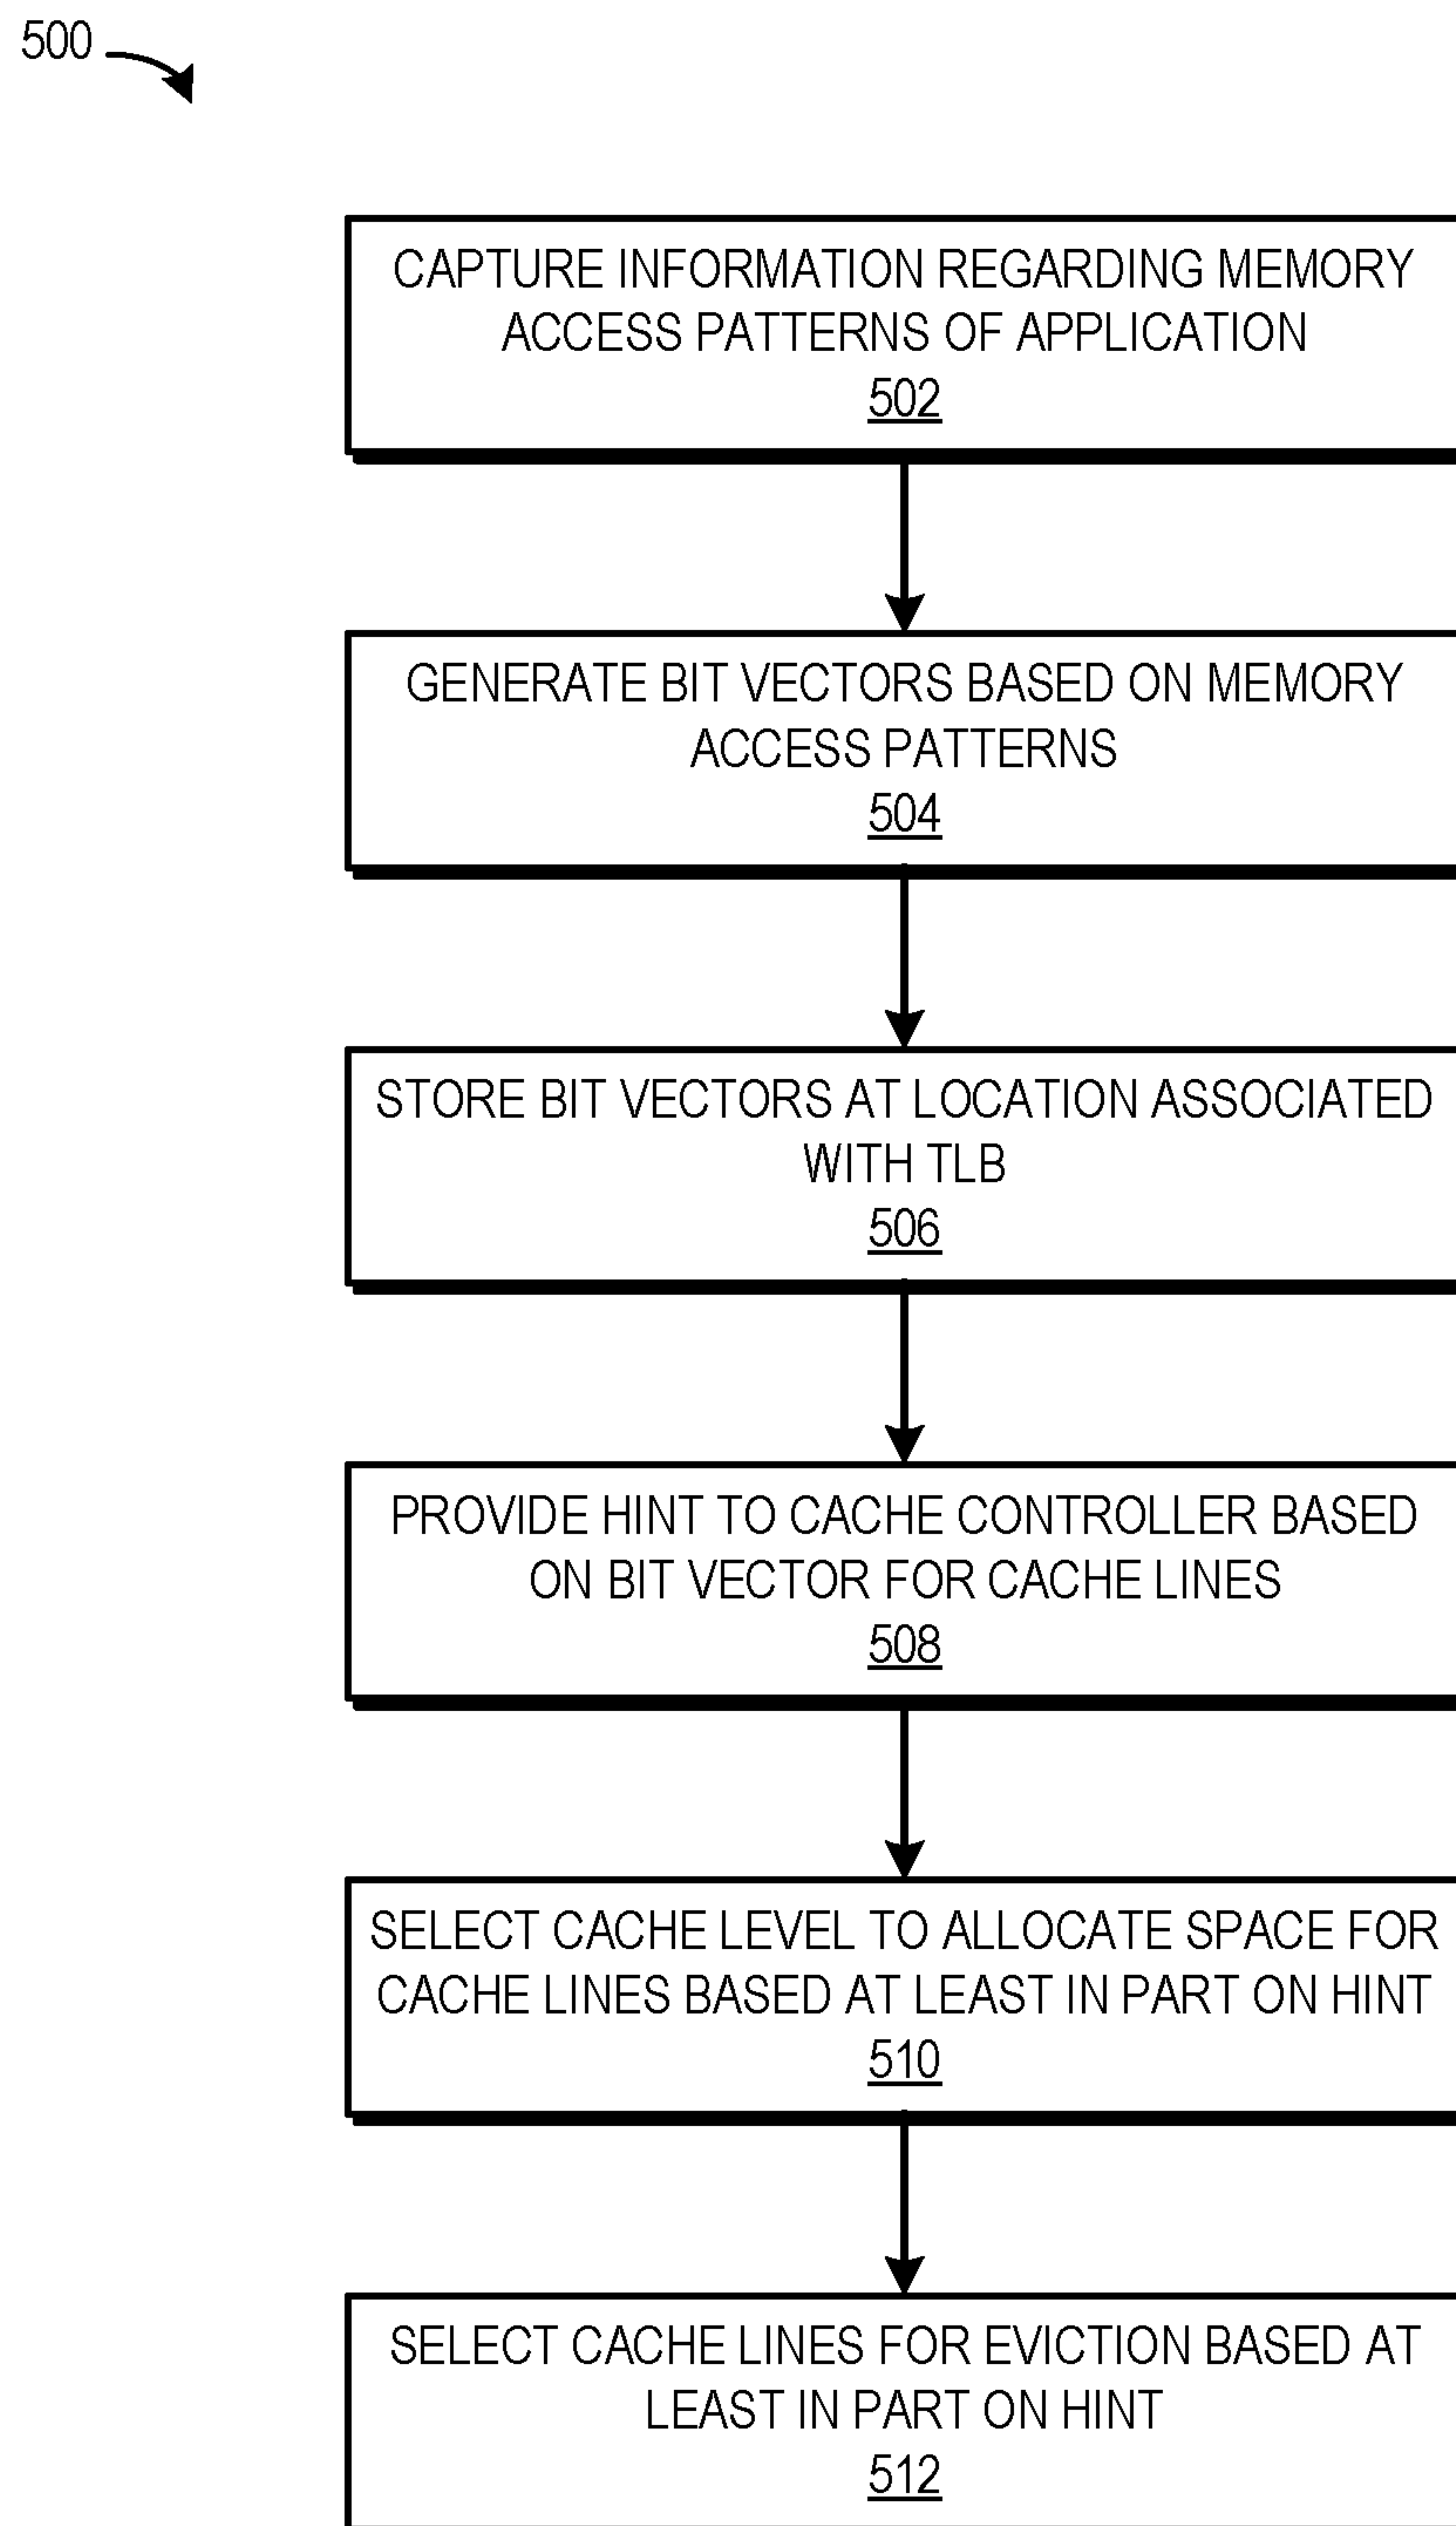 500
CAPTURE INFORMATION REGARDING MEMORY
ACCESS PATTERNS OF APPLICATION
502
GENERATE BIT VECTORS BASED ON MEMORY
ACCESS PATTERNS
504
STORE BIT VECTORS AT LOCATION ASSOCIATED
WITH TLB
506
PROVIDE HINT TO CACHE CONTROLLER BASED
ON BIT VECTOR FOR CACHE LINES
508
SELECT CACHE LEVEL TO ALLOCATE SPACE FOR
CACHE LINES BASED AT LEAST IN PART ON HINT
510
SELECT CACHE LINES FOR EVICTION BASED AT
LEAST IN PART ON HINT
512